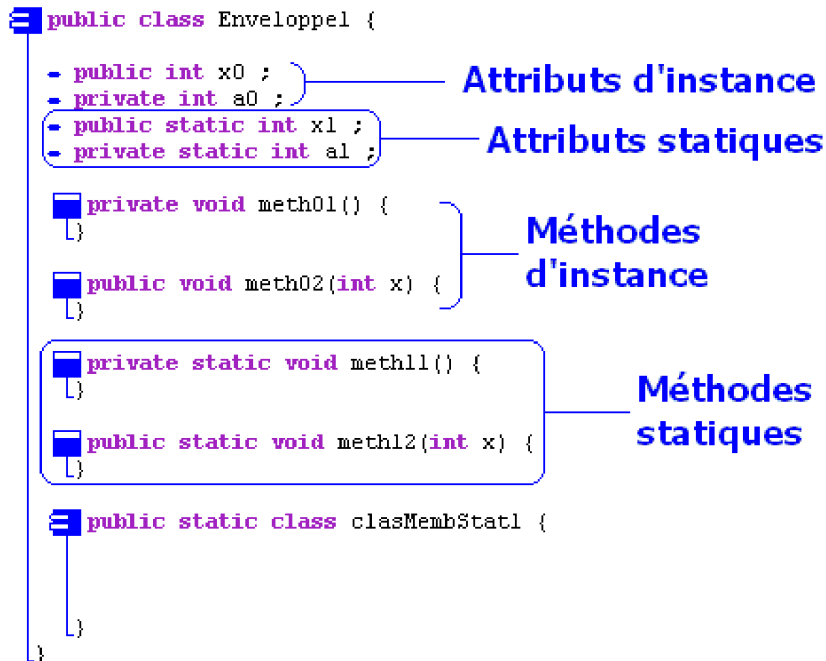 public class Enveloppe1 {
public int x0 ;
private int a0 ;
Attributs d'instance
public static int x1 ;
private static int a1 ;
Attributs statiques
private void meth01() {
}
public void meth02(int x) {
}
Méthodes
d'instance
private static void meth11() {
}
public static void meth12(int x) {
}
Méthodes
statiques
public static class clasMembStat1 {
}
}